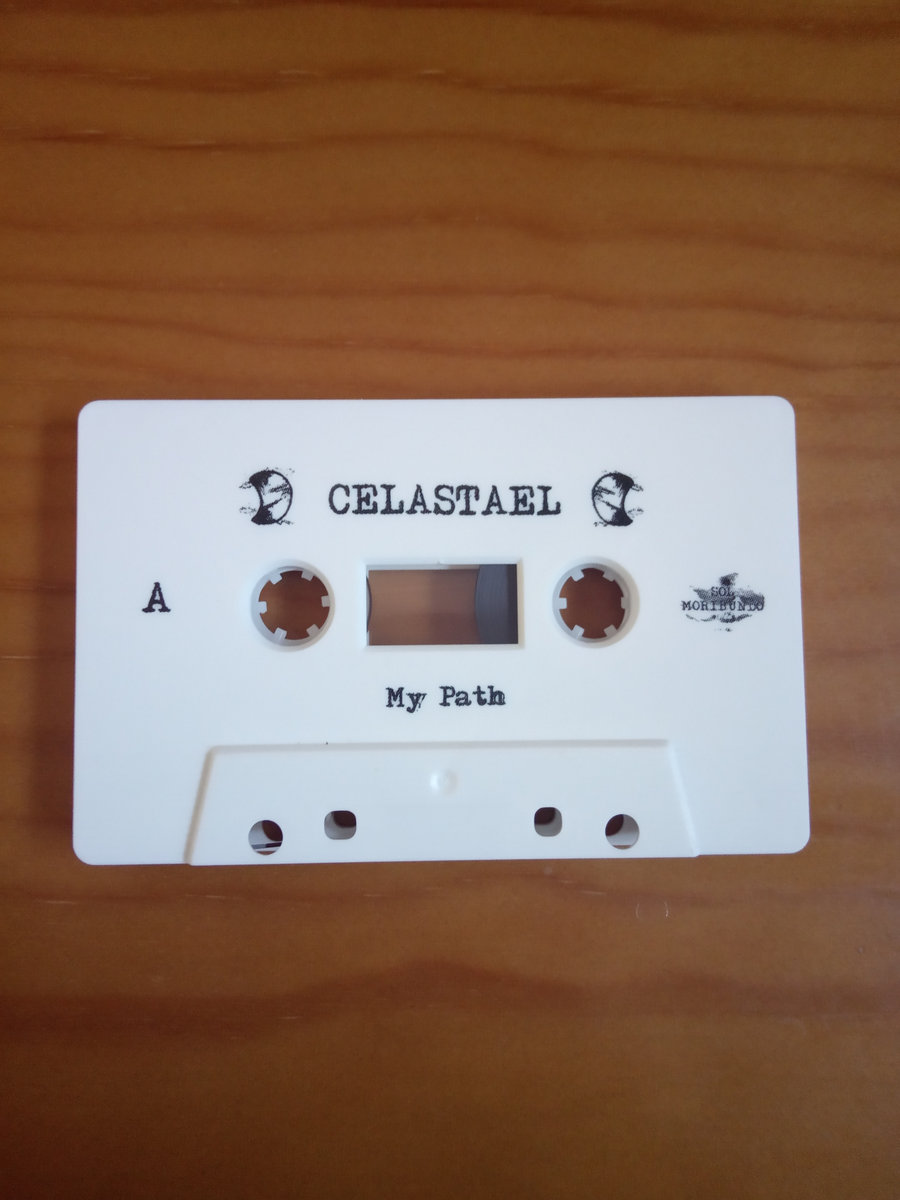 CELASTAEL
A
SOL
MORIBUNDO
My Path